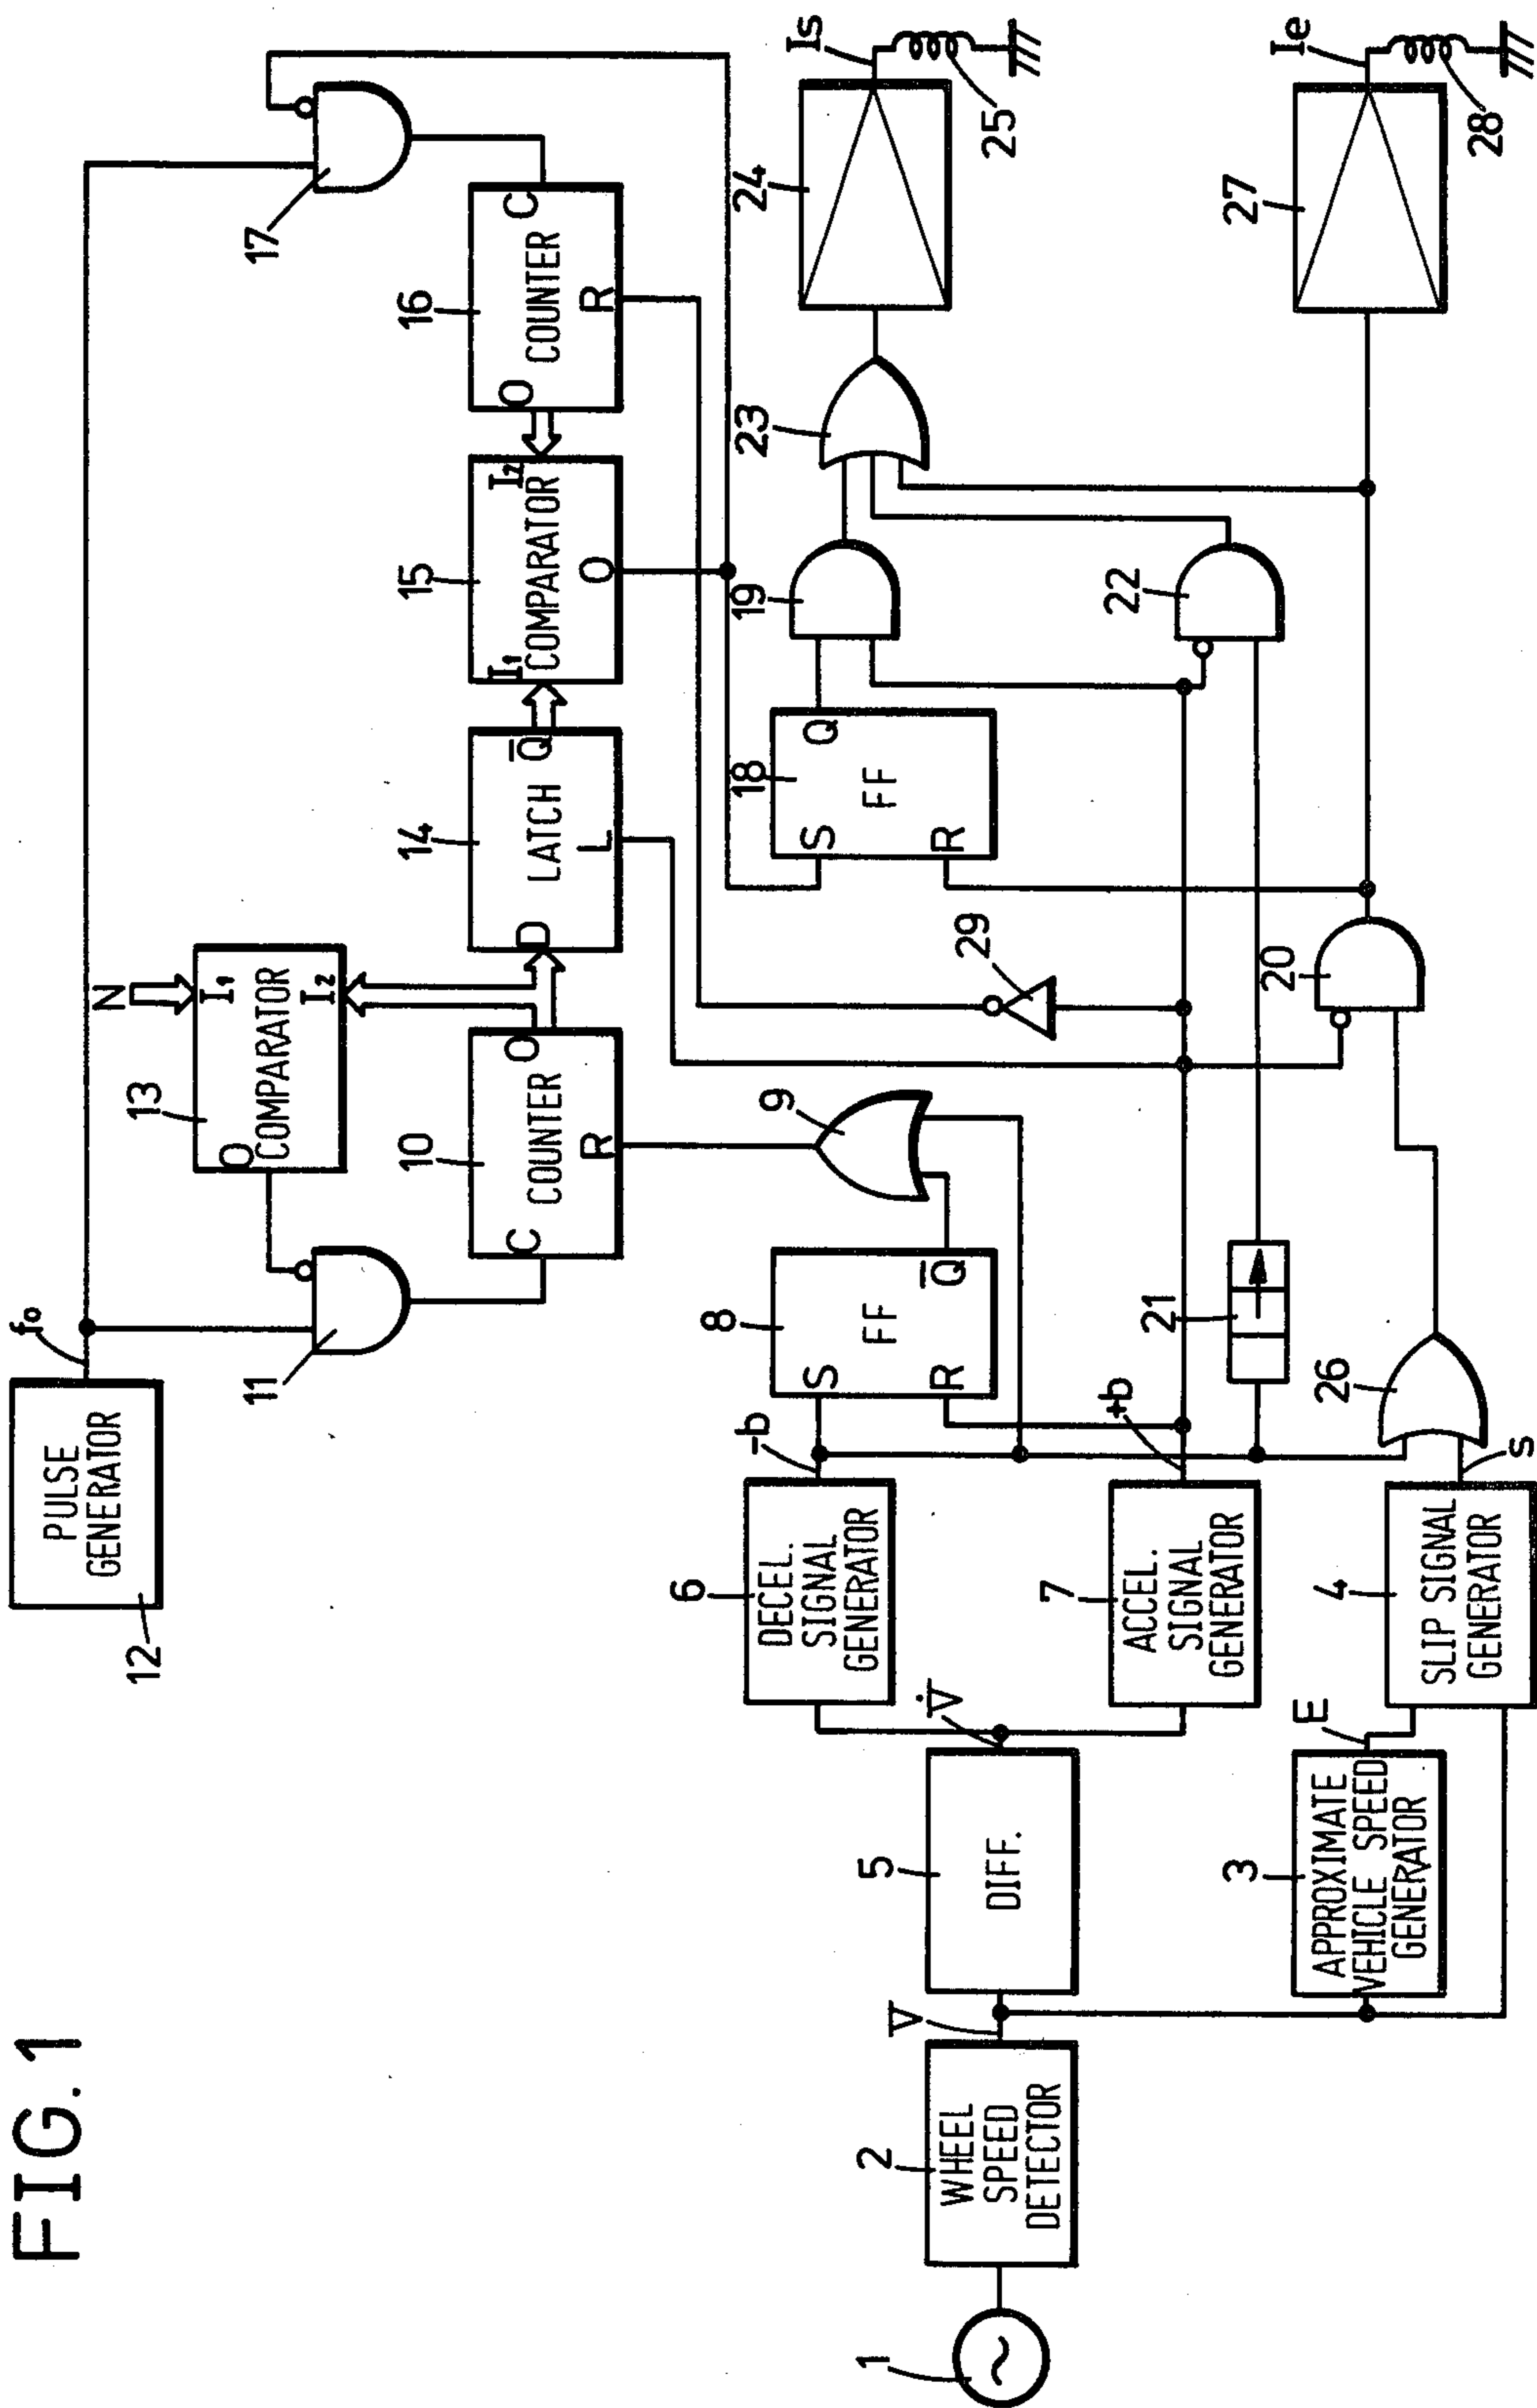 FIG. 1
PULSE
GENERATOR
12
fo
11
17
N
13
I1
I2
O
COMPARATOR
10
C
COUNTER
O
R
14
D
LATCH
Q̅
L
15
I1
COMPARATOR
I2
O
16
O
COUNTER
C
R
9
6
DECEL.
SIGNAL
GENERATOR
-b
8
S
FF
R
Q̅
18
S
FF
R
Q
19
23
24
Is
25
1
2
WHEEL
SPEED
DETECTOR
V
5
DIFF.
V̇
7
ACCEL.
SIGNAL
GENERATOR
+b
21
29
22
3
APPROXIMATE
VEHICLE SPEED
GENERATOR
E
4
SLIP SIGNAL
GENERATOR
S
26
20
27
Ie
28